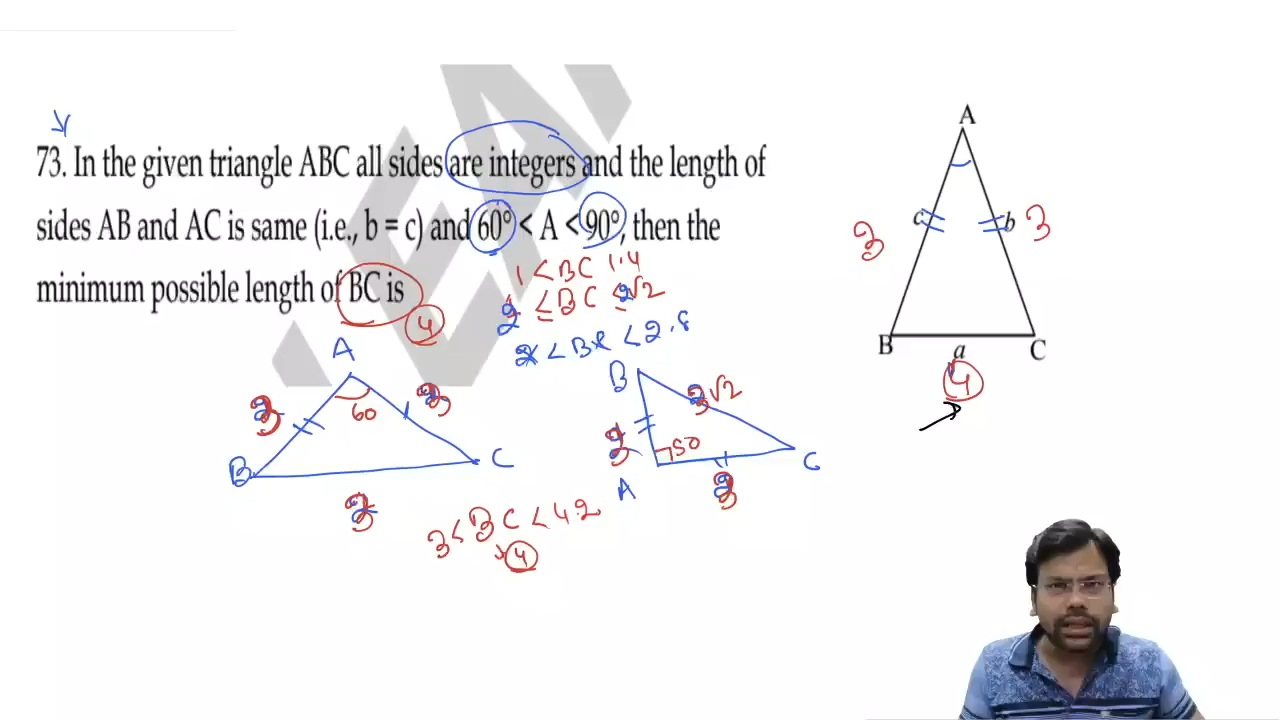 73. In the given triangle ABC all sides are integers and the length of
sides AB and AC is same (i.e., b = c) and 60° < A < 90°, then the
minimum possible length of BC is
4
1 < BC 1.4
≤ BC ≤ 2√2
< BC < 2.8
A
60
B
C
B
√2
A
3 < BC < 4.2
4
A
3
c
b
3
B
a
C
4